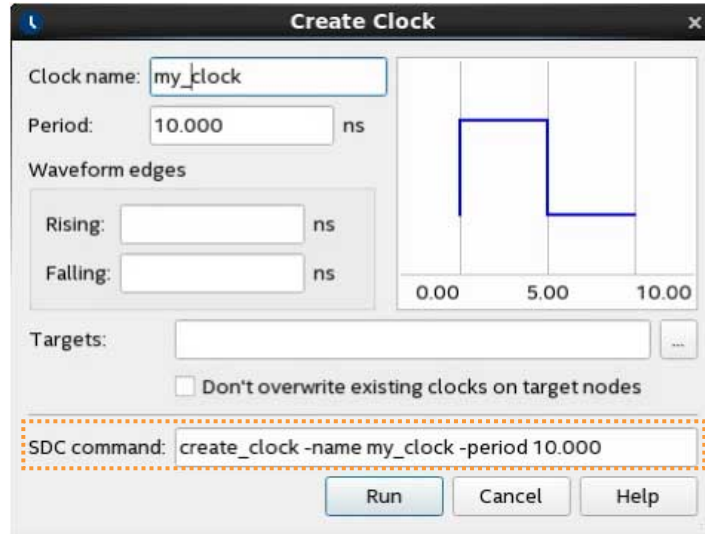 Create Clock
Clock name: my_clock
Period: 10.000 ns
Waveform edges
Rising: ns
Falling: ns
0.00 5.00 10.00
Targets: ...
Don't overwrite existing clocks on target nodes
SDC command: create_clock -name my_clock -period 10.000
Run Cancel Help